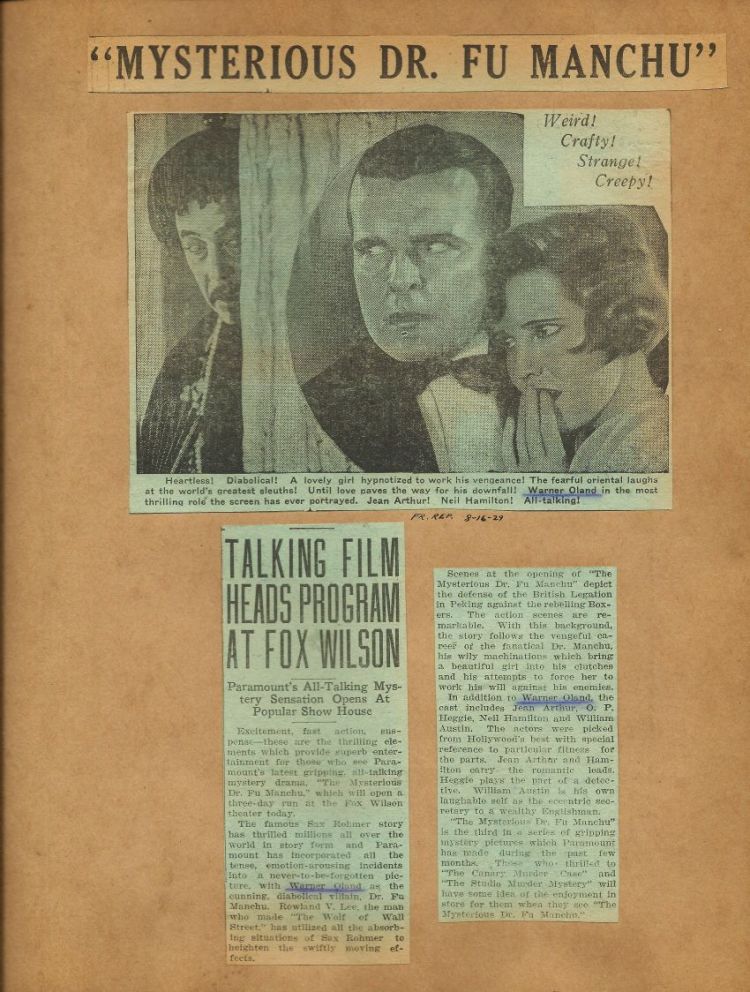 “MYSTERIOUS DR. FU MANCHU”
Weird!
Crafty!
Strange!
Creepy!
Heartless! Diabolical! A lovely girl hypnotized to work his vengeance! The fearful oriental laughs
at the world's greatest sleuths! Until love paves the way for his downfall! Warner Oland in the most
thrilling role the screen has ever portrayed. Jean Arthur! Neil Hamilton! All-talking!
FR. REP. 8-16-29
TALKING FILM
HEADS PROGRAM
AT FOX WILSON
Paramount's All-Talking Mys-
tery Sensation Opens At
Popular Show House
Excitement, fast action, sus-
pense—these are the thrilling ele-
ments which provide superb enter-
tainment for those who see Para-
mount's latest gripping, all-talking
mystery drama, “The Mysterious
Dr. Fu Manchu,” which will open a
three-day run at the Fox Wilson
theater today.
The famous Sax Rohmer story
has thrilled millions all over the
world in story form and Para-
mount has incorporated all the
tense, emotion-arousing incidents
into a never-to-be-forgotten pic-
ture, with Warner Oland as the
cunning, diabolical villain, Dr. Fu
Manchu. Rowland V. Lee, the man
who made “The Wolf of Wall
Street,” has utilized all the absorb-
ing situations of Sax Rohmer to
heighten the swiftly moving ef-
fects.
Scenes at the opening of “The
Mysterious Dr. Fu Manchu” depict
the defense of the British Legation
in Peking against the rebelling Box-
ers. The action scenes are re-
markable. With this background,
the story follows the vengeful ca-
reer of the fanatical Dr. Manchu,
his wily machinations which bring
a beautiful girl into his clutches
and his attempts to force her to
work his will against his enemies.
In addition to Warner Oland, the
cast includes Jean Arthur, O. P.
Heggie, Neil Hamilton and William
Austin. The actors were picked
from Hollywood's best with special
reference to particular fitness for
the parts. Jean Arthur and Ham-
ilton carry the romantic leads.
Heggie plays the part of a detec-
tive. William Austin is his own
laughable self as the eccentric sec-
retary to a wealthy Englishman.
“The Mysterious Dr. Fu Manchu”
is the third in a series of gripping
mystery pictures which Paramount
has made during the past few
months. Those who thrilled to
“The Canary Murder Case” and
“The Studio Murder Mystery” will
have some idea of the enjoyment in
store for them when they see “The
Mysterious Dr. Fu Manchu.”